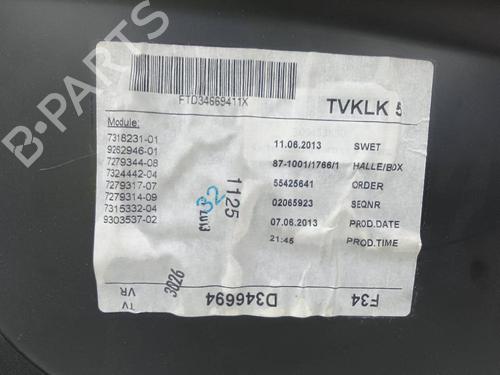 FTD34669411X
TVKLK 5
Module:
7318231-01
9262946-01
7279344-08
7324442-04
7279317-07
7279314-09
7315332-04
9303537-02
11.06.2013 SWET
87-1001/1766/1 HALLE/BOX
55425641 ORDER
02065923 SEQNR
07.06.2013 PROD.DATE
21:45 PROD.TIME
1125
32
2013
3026
TV
VR
D346694
F34
B-PARTS